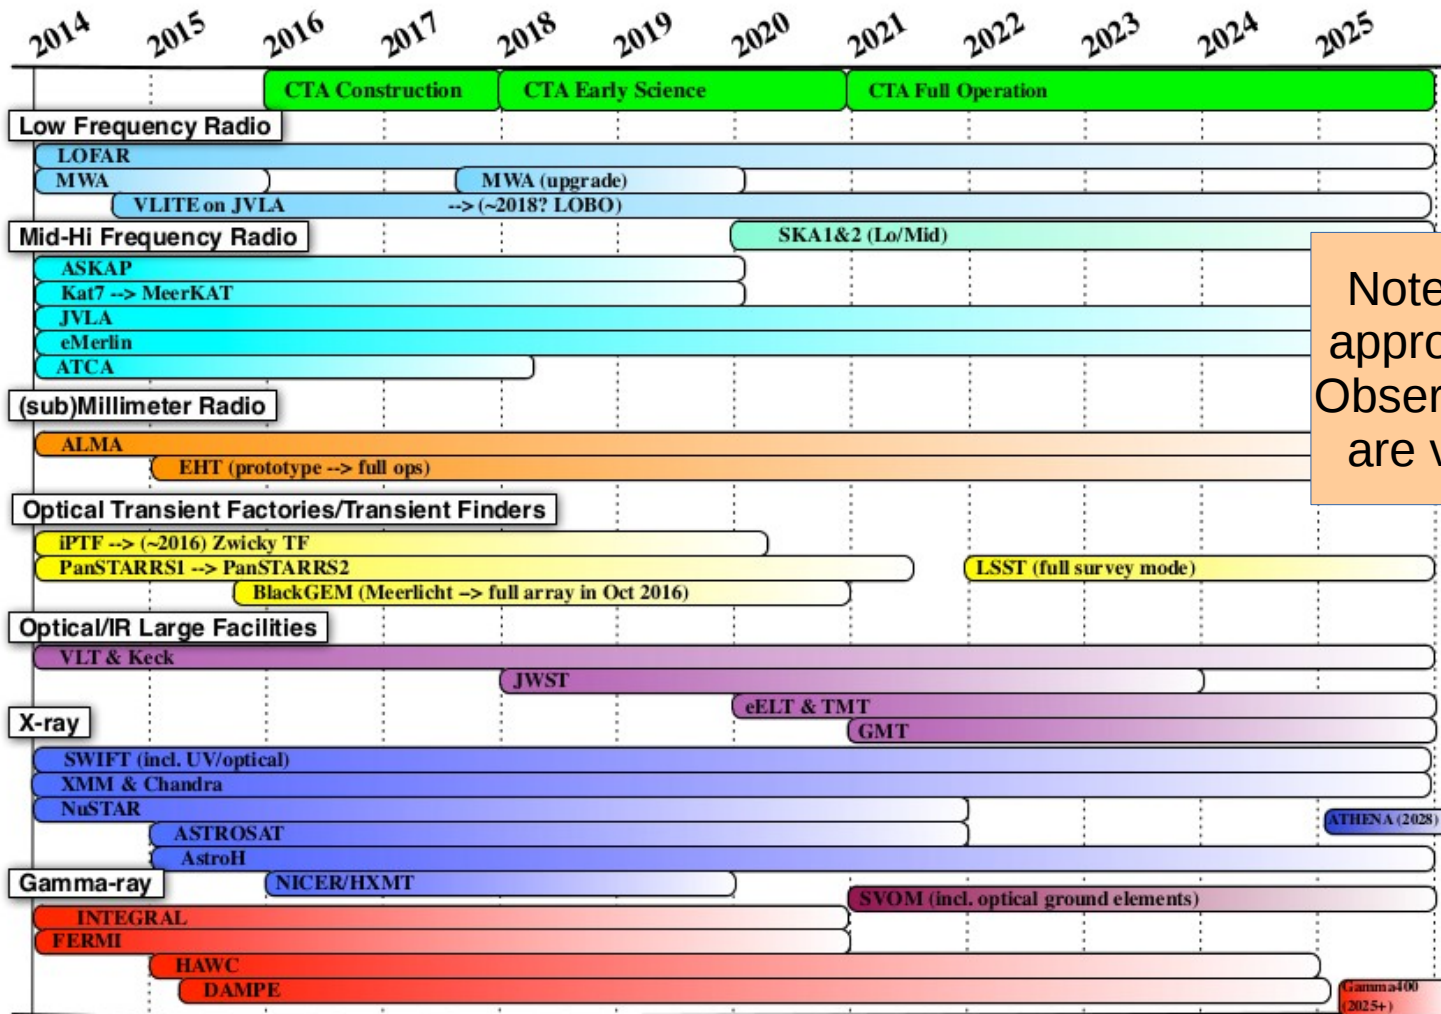 2014 2015 2016 2017 2018 2019 2020 2021 2022 2023 2024 2025
CTA Construction CTA Early Science CTA Full Operation
Low Frequency Radio
LOFAR
MWA MWA (upgrade)
VLITE on JVLA --> (~2018? LOBO)
Mid-Hi Frequency Radio SKA1&2 (Lo/Mid)
ASKAP
Kat7 --> MeerKAT
JVLA
eMerlin
ATCA
Note
appro
Obser
are v
(sub)Millimeter Radio
ALMA
EHT (prototype --> full ops)
Optical Transient Factories/Transient Finders
iPTF --> (~2016) Zwicky TF
PanSTARRS1 --> PanSTARRS2 LSST (full survey mode)
BlackGEM (Meerlicht --> full array in Oct 2016)
Optical/IR Large Facilities
VLT & Keck
JWST
eELT & TMT
GMT
X-ray
SWIFT (incl. UV/optical)
XMM & Chandra
NuSTAR
ATHENA (2028)
ASTROSAT
AstroH
NICER/HXMT
Gamma-ray
SVOM (incl. optical ground elements)
INTEGRAL
FERMI
HAWC
DAMPE
Gamma400
(2025+)